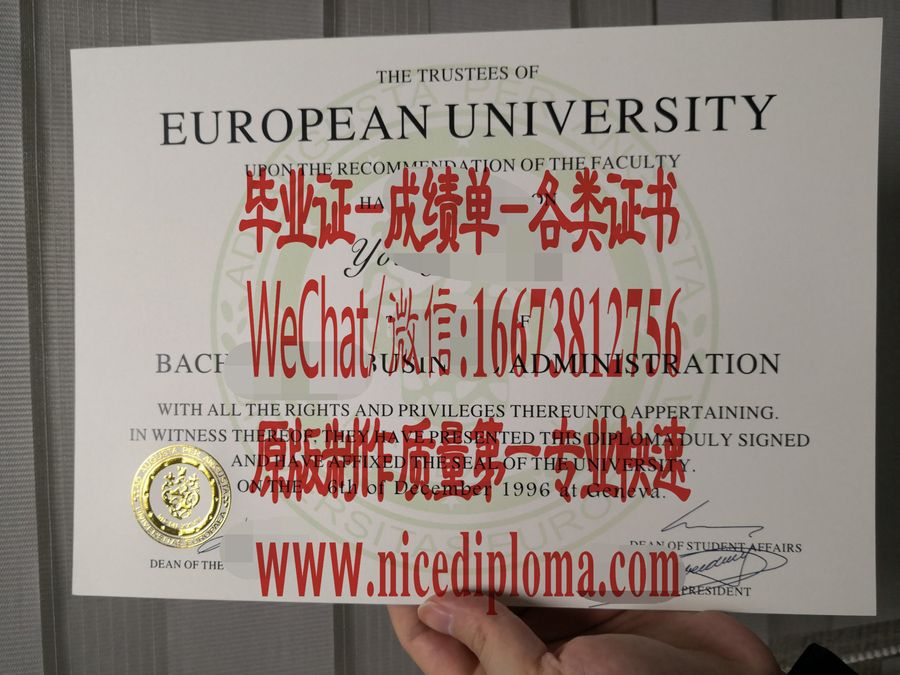 THE TRUSTEES OF
EUROPEAN UNIVERSITY
UPON THE RECOMMENDATION OF THE FACULTY
毕业证—成绩单—各类证书
WeChat/微信:16673812756
ADMINISTRATION
WITH ALL THE RIGHTS AND PRIVILEGES THEREUNTO APPERTAINING.
IN WITNESS THEREOF, THEY HAVE PRESENTED THIS DIPLOMA DULY SIGNED
原版制作质量第一专业快速
AND HAVE AFFIXED THE SEAL OF THE UNIVERSITY.
ON THE 6th of December 1996 at Geneva.
www.nicediploma.com
DEAN OF STUDENT AFFAIRS
DEAN OF THE
PRESIDENT